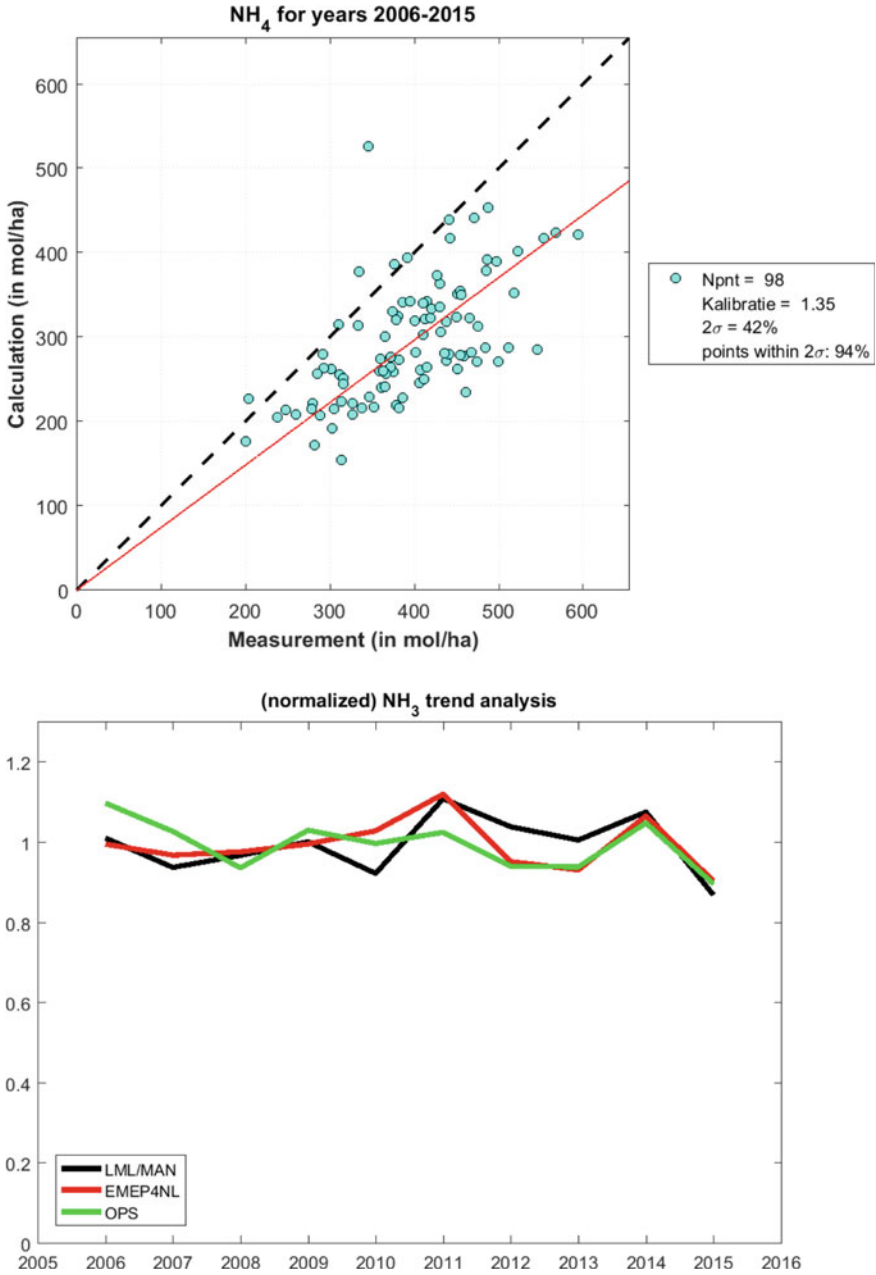 NH4 for years 2006-2015
600
500
400
300
200
100
0
Calculation (in mol/ha)
0 100 200 300 400 500 600
Measurement (in mol/ha)
Npnt = 98
Kalibratie = 1.35
2σ = 42%
points within 2σ: 94%
(normalized) NH3 trend analysis
1.2
1
0.8
0.6
0.4
0.2
0
LML/MAN
EMEP4NL
OPS
2005 2006 2007 2008 2009 2010 2011 2012 2013 2014 2015 2016